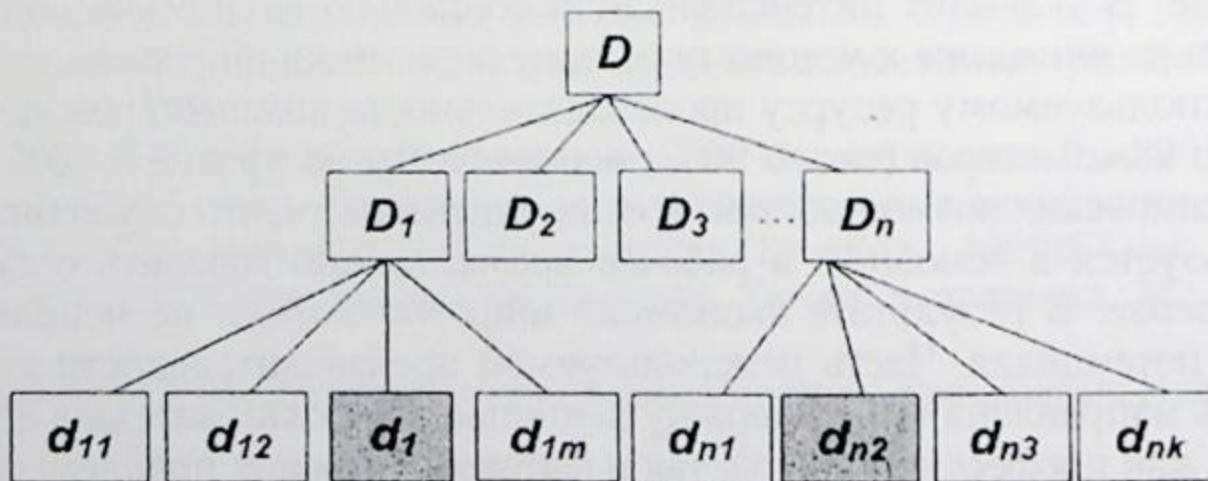 D
D₁ D₂ D₃ ..... Dₙ
d₁₁ d₁₂ d₁ d₁ₘ dₙ₁ dₙ₂ dₙ₃ dₙₖ